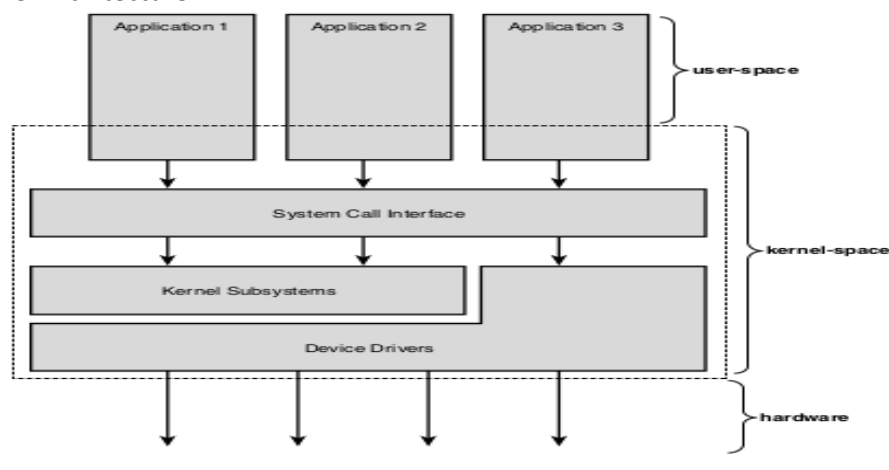 Application 1 Application 2 Application 3
user-space
System Call Interface
kernel-space
Kernel Subsystems
Device Drivers
hardware